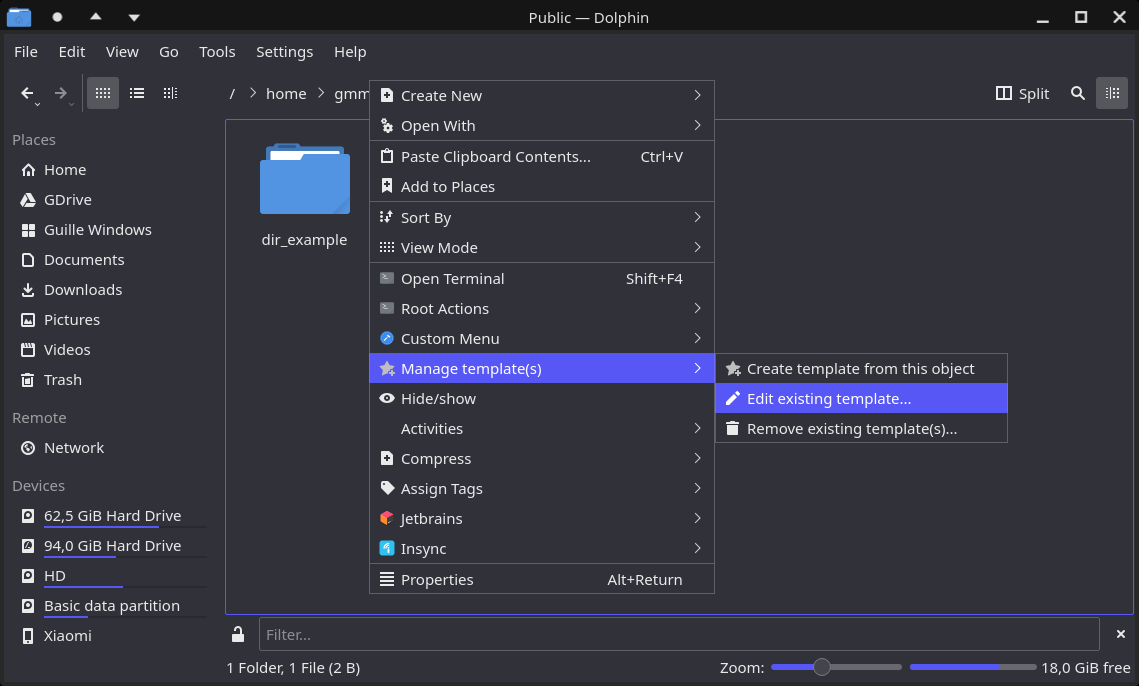 Public — Dolphin
File Edit View Go Tools Settings Help
/ home gmm
Split
Places
Home
GDrive
Guille Windows
Documents
Downloads
Pictures
Videos
Trash
Remote
Network
Devices
62,5 GiB Hard Drive
94,0 GiB Hard Drive
HD
Basic data partition
Xiaomi
dir_example
Create New
Open With
Paste Clipboard Contents... Ctrl+V
Add to Places
Sort By
View Mode
Open Terminal Shift+F4
Root Actions
Custom Menu
Manage template(s)
Hide/show
Activities
Compress
Assign Tags
Jetbrains
Insync
Properties Alt+Return
Create template from this object
Edit existing template...
Remove existing template(s)...
Filter...
1 Folder, 1 File (2 B)
Zoom:
18,0 GiB free